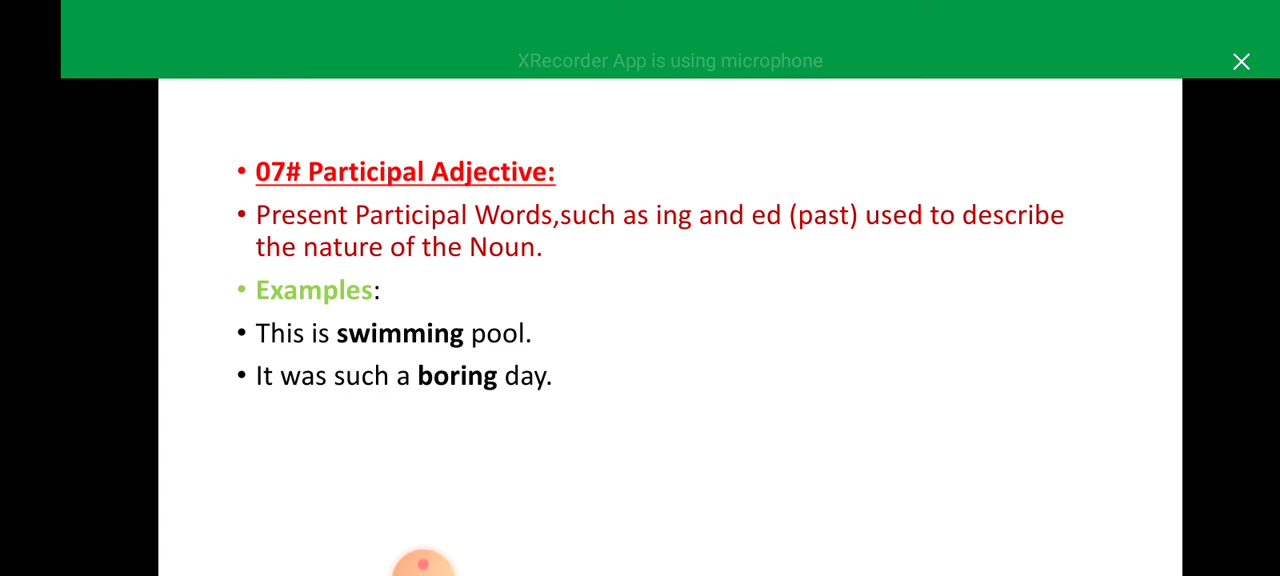 XRecorder App is using microphone
• 07# Participal Adjective:
• Present Participal Words,such as ing and ed (past) used to describe
the nature of the Noun.
• Examples:
• This is swimming pool.
• It was such a boring day.